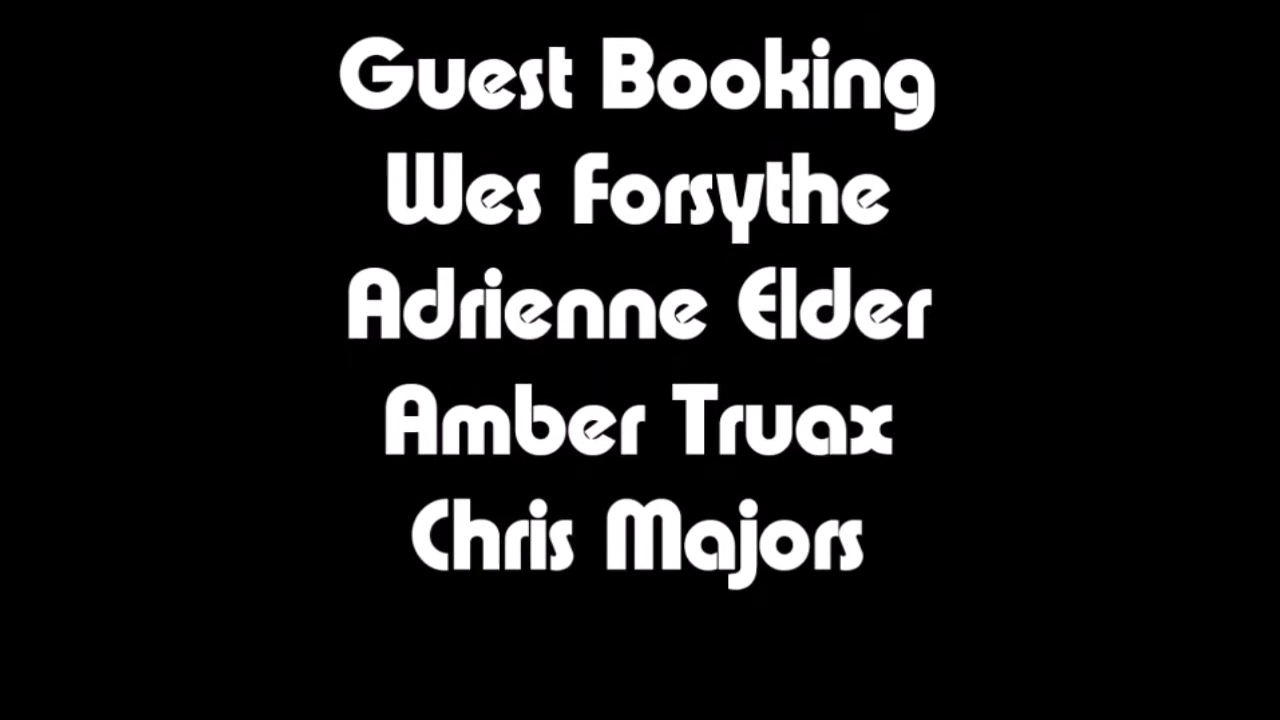 Guest Booking
Wes Forsythe
Adrienne Elder
Amber Truax
Chris Majors